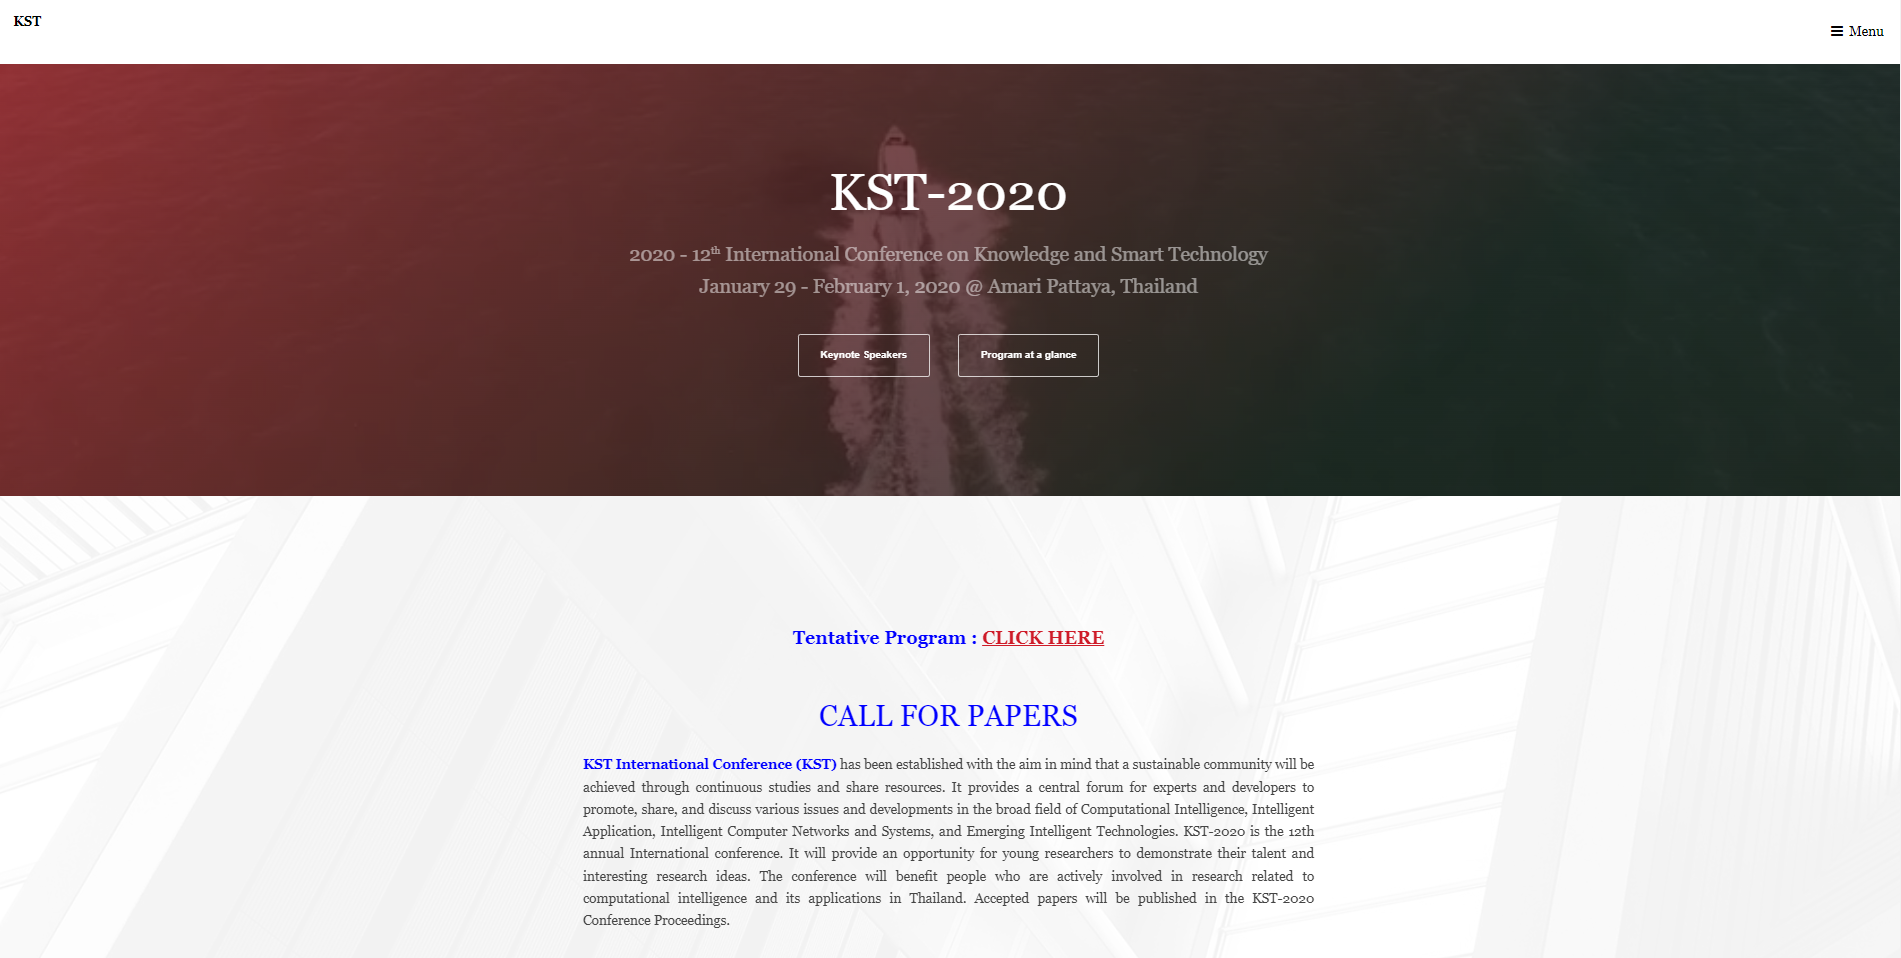 KST
Menu
KST-2020
2020 - 12th International Conference on Knowledge and Smart Technology
January 29 - February 1, 2020 @ Amari Pattaya, Thailand
Keynote Speakers
Program at a glance
Tentative Program : CLICK HERE
CALL FOR PAPERS
KST International Conference (KST) has been established with the aim in mind that a sustainable community will be
achieved through continuous studies and share resources. It provides a central forum for experts and developers to
promote, share, and discuss various issues and developments in the broad field of Computational Intelligence, Intelligent
Application, Intelligent Computer Networks and Systems, and Emerging Intelligent Technologies. KST-2020 is the 12th
annual International conference. It will provide an opportunity for young researchers to demonstrate their talent and
interesting research ideas. The conference will benefit people who are actively involved in research related to
computational intelligence and its applications in Thailand. Accepted papers will be published in the KST-2020
Conference Proceedings.